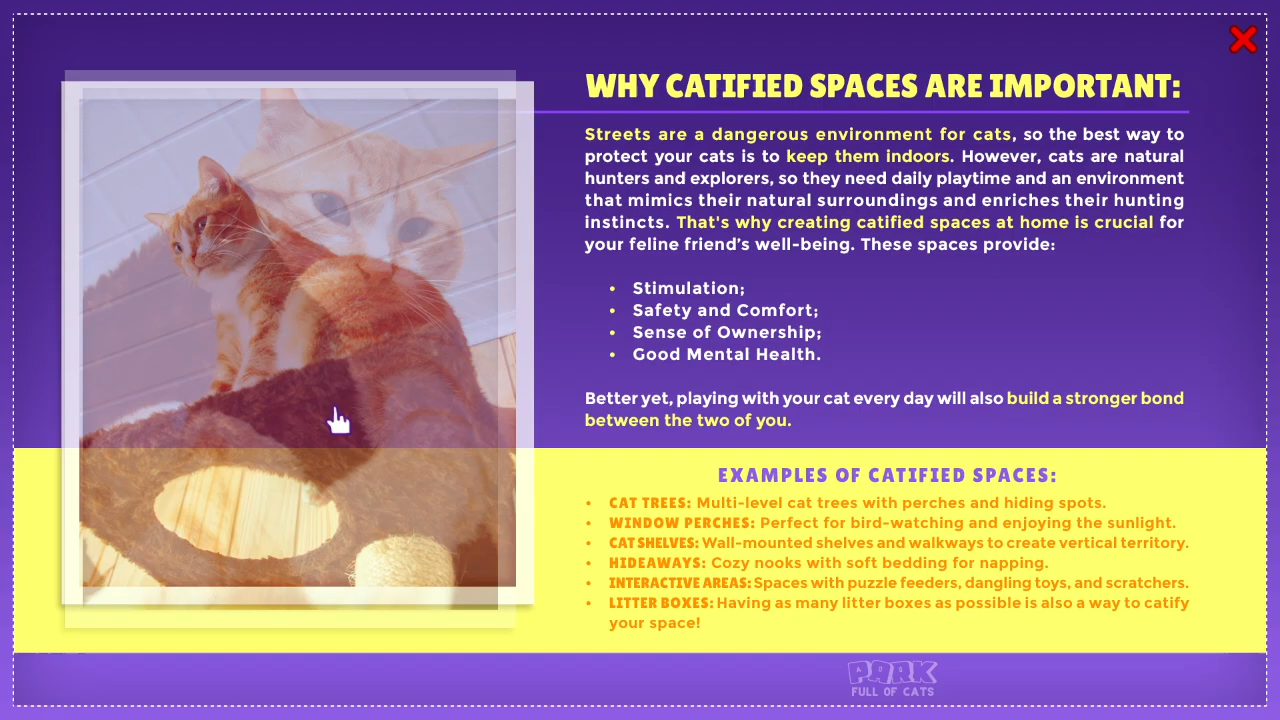 WHY CATIFIED SPACES ARE IMPORTANT:
Streets are a dangerous environment for cats, so the best way to
protect your cats is to keep them indoors. However, cats are natural
hunters and explorers, so they need daily playtime and an environment
that mimics their natural surroundings and enriches their hunting
instincts. That's why creating catified spaces at home is crucial for
your feline friend’s well-being. These spaces provide:
• Stimulation;
• Safety and Comfort;
• Sense of Ownership;
• Good Mental Health.
Better yet, playing with your cat every day will also build a stronger bond
between the two of you.
EXAMPLES OF CATIFIED SPACES:
• CAT TREES: Multi-level cat trees with perches and hiding spots.
• WINDOW PERCHES: Perfect for bird-watching and enjoying the sunlight.
• CAT SHELVES: Wall-mounted shelves and walkways to create vertical territory.
• HIDEAWAYS: Cozy nooks with soft bedding for napping.
• INTERACTIVE AREAS: Spaces with puzzle feeders, dangling toys, and scratchers.
• LITTER BOXES: Having as many litter boxes as possible is also a way to catify
your space!
PARK
FULL OF CATS